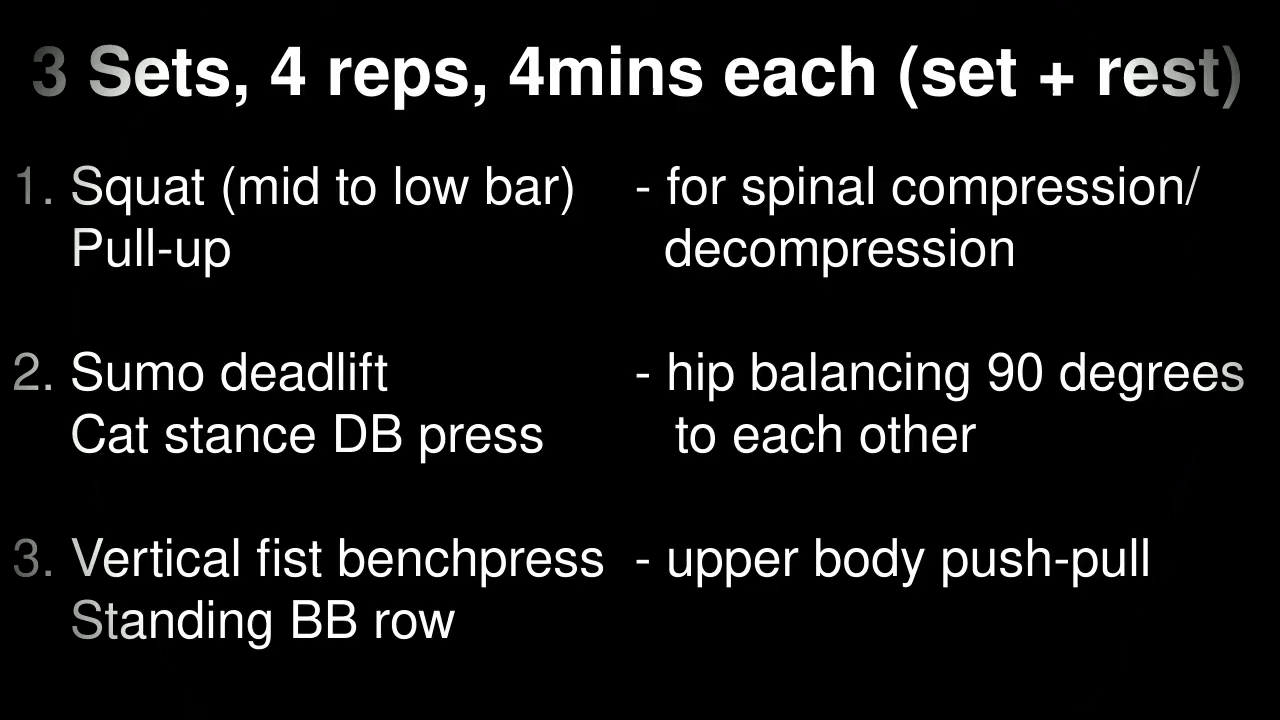 3 Sets, 4 reps, 4mins each (set + rest)
1. Squat (mid to low bar) - for spinal compression/
Pull-up decompression
2. Sumo deadlift - hip balancing 90 degrees
Cat stance DB press to each other
3. Vertical fist benchpress - upper body push-pull
Standing BB row